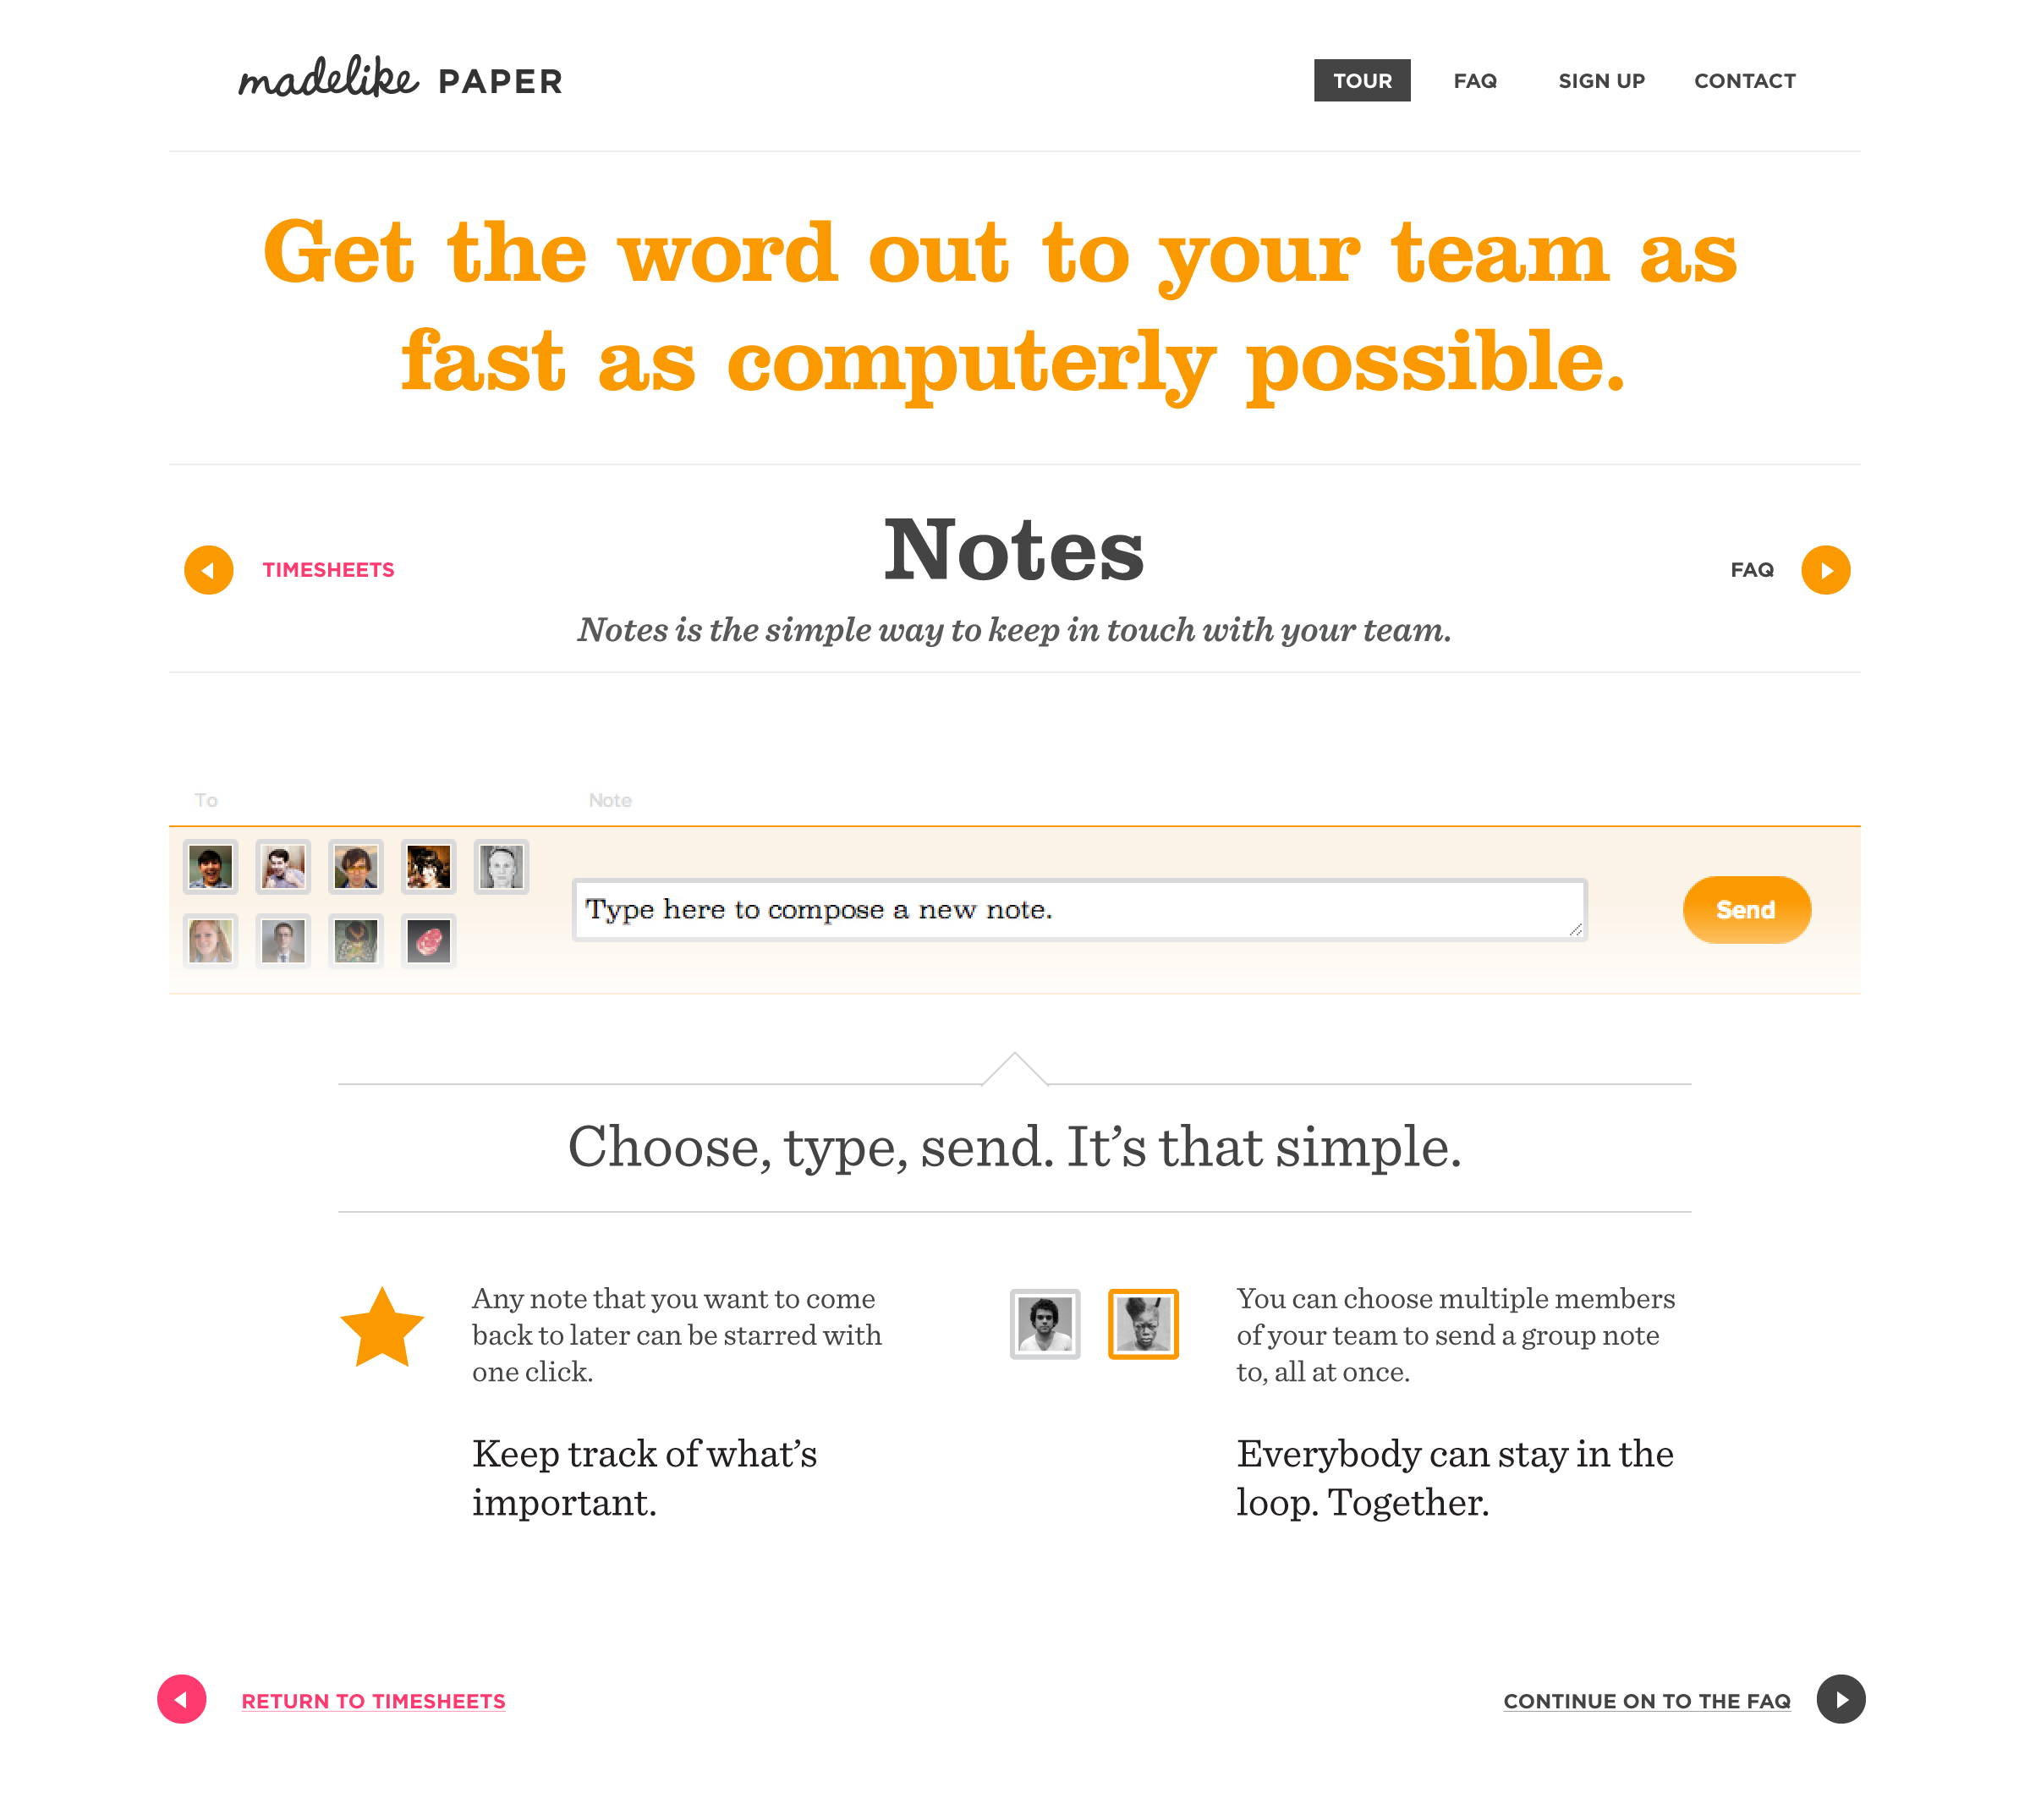 madelike PAPER
TOUR FAQ SIGN UP CONTACT
Get the word out to your team as
fast as computerly possible.
TIMESHEETS
Notes
FAQ
Notes is the simple way to keep in touch with your team.
To Note
Type here to compose a new note.
Send
Choose, type, send. It’s that simple.
Any note that you want to come
back to later can be starred with
one click.
Keep track of what’s
important.
You can choose multiple members
of your team to send a group note
to, all at once.
Everybody can stay in the
loop. Together.
RETURN TO TIMESHEETS
CONTINUE ON TO THE FAQ